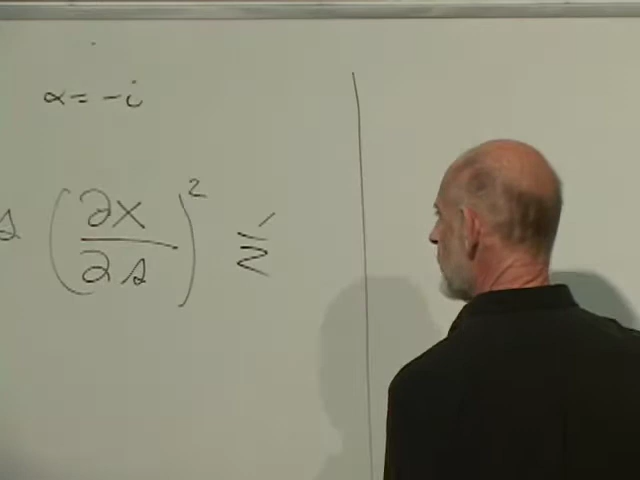 α = -i
s (∂x/∂s)²